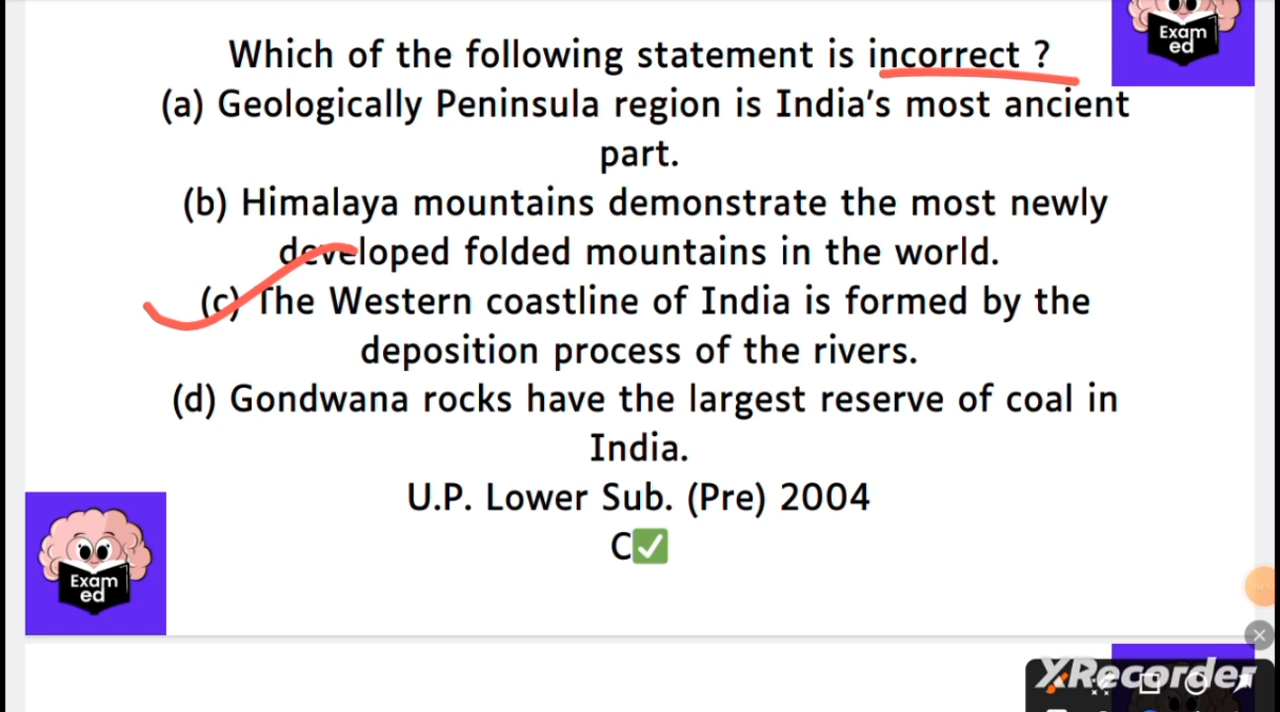 Exam
ed
Which of the following statement is incorrect ?
(a) Geologically Peninsula region is India's most ancient
part.
(b) Himalaya mountains demonstrate the most newly
developed folded mountains in the world.
(c) The Western coastline of India is formed by the
deposition process of the rivers.
(d) Gondwana rocks have the largest reserve of coal in
India.
U.P. Lower Sub. (Pre) 2004
C✅
Exam
ed
XRecorder